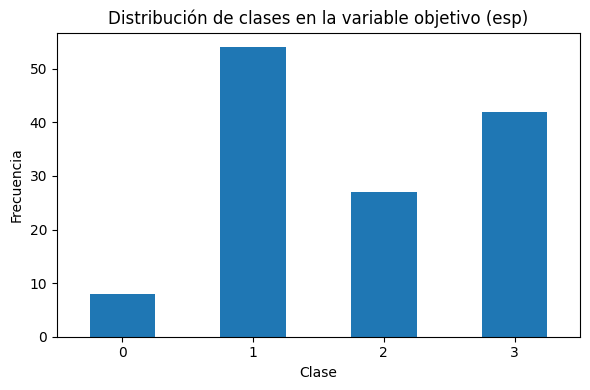 Distribución de clases en la variable objetivo (esp)
50
40
30
20
10
0
Frecuencia
0 1 2 3
Clase